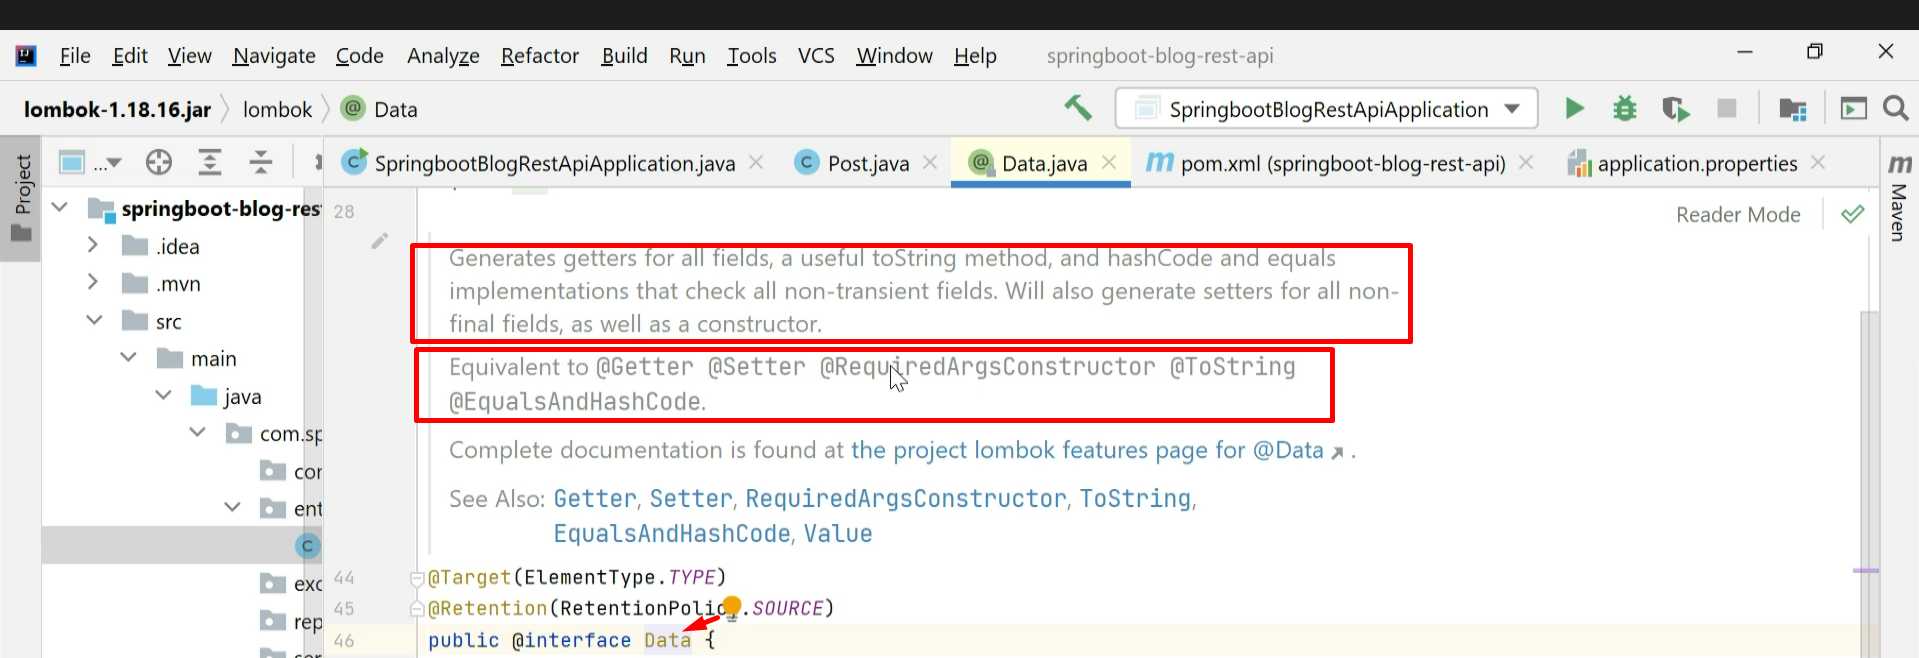 File Edit View Navigate Code Analyze Refactor Build Run Tools VCS Window Help springboot-blog-rest-api
lombok-1.18.16.jar lombok @ Data SpringbootBlogRestApiApplication
Project ... C SpringbootBlogRestApiApplication.java C Post.java @ Data.java m pom.xml (springboot-blog-rest-api) application.properties m Maven
springboot-blog-res 28 Reader Mode
.idea
.mvn
src
main
java
com.sp
cor
ent
C
exc
rep
Generates getters for all fields, a useful toString method, and hashCode and equals
implementations that check all non-transient fields. Will also generate setters for all non-
final fields, as well as a constructor.
Equivalent to @Getter @Setter @RequiredArgsConstructor @ToString
@EqualsAndHashCode.
Complete documentation is found at the project lombok features page for @Data .
See Also: Getter, Setter, RequiredArgsConstructor, ToString,
EqualsAndHashCode, Value
44 @Target(ElementType.TYPE)
45 @Retention(RetentionPolicy.SOURCE)
46 public @interface Data {